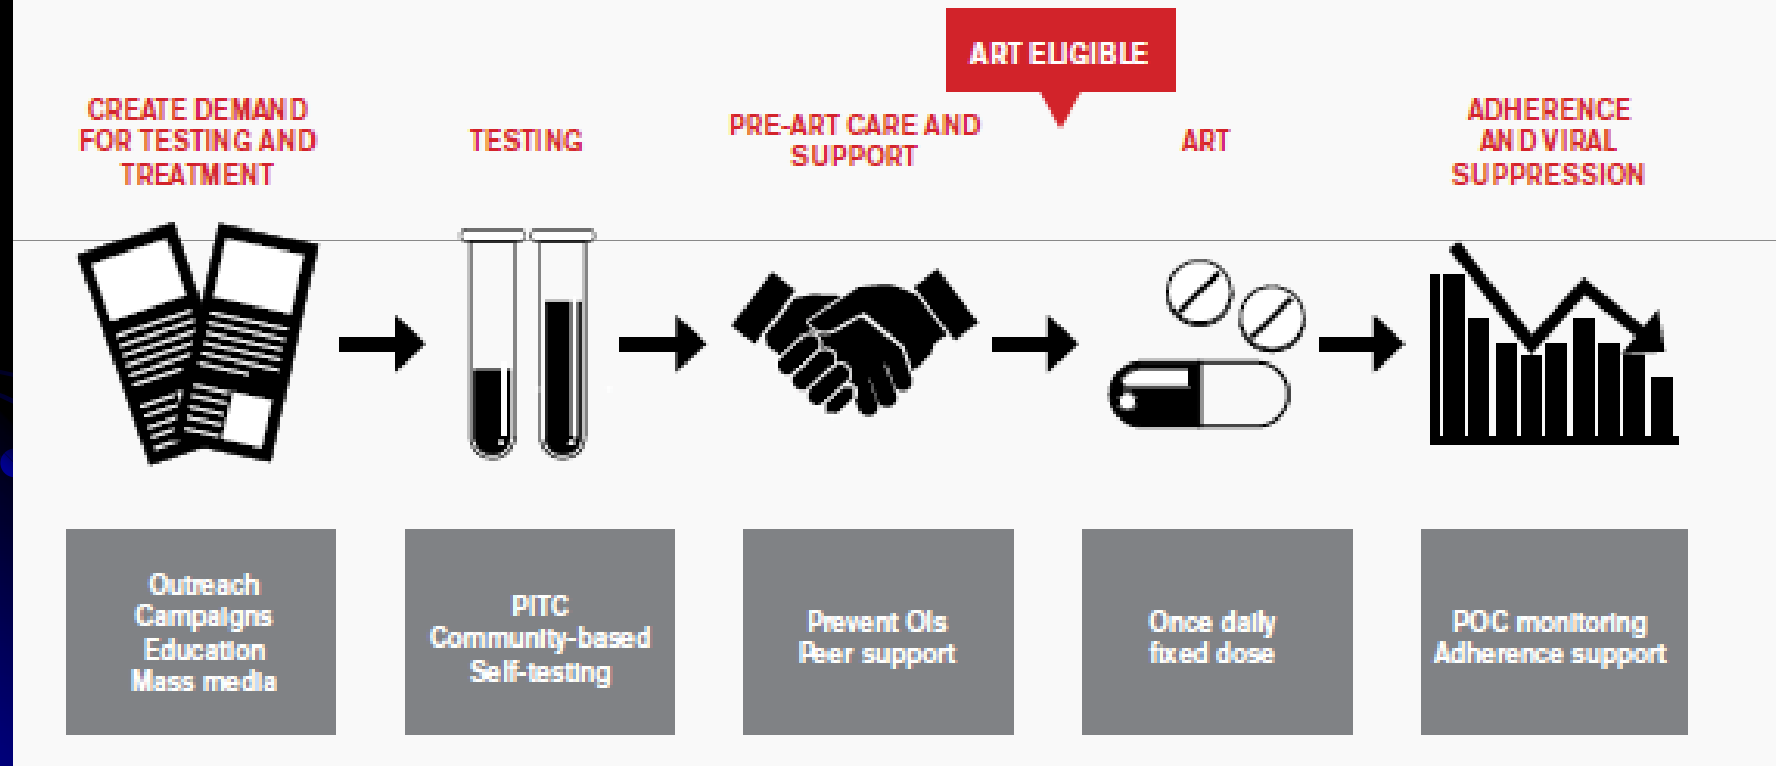 ART ELIGIBLE
CREATE DEMAND
FOR TESTING AND
TREATMENT
TESTING
PRE-ART CARE AND
SUPPORT
ART
ADHERENCE
AND VIRAL
SUPPRESSION
Outreach
Campaigns
Education
Mass media
PITC
Community-based
Self-testing
Prevent OIs
Peer support
Once daily
fixed dose
POC monitoring
Adherence support